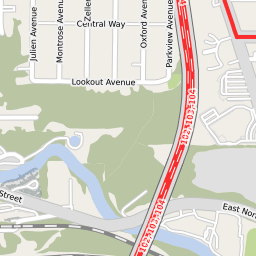 Julien Avenue
Montrose Avenue
Zeller
Central Way
Oxford Ave
Parkview Avenue
Lookout Avenue
102;103;104
Street
East Nor
102;103;104
102;103;104